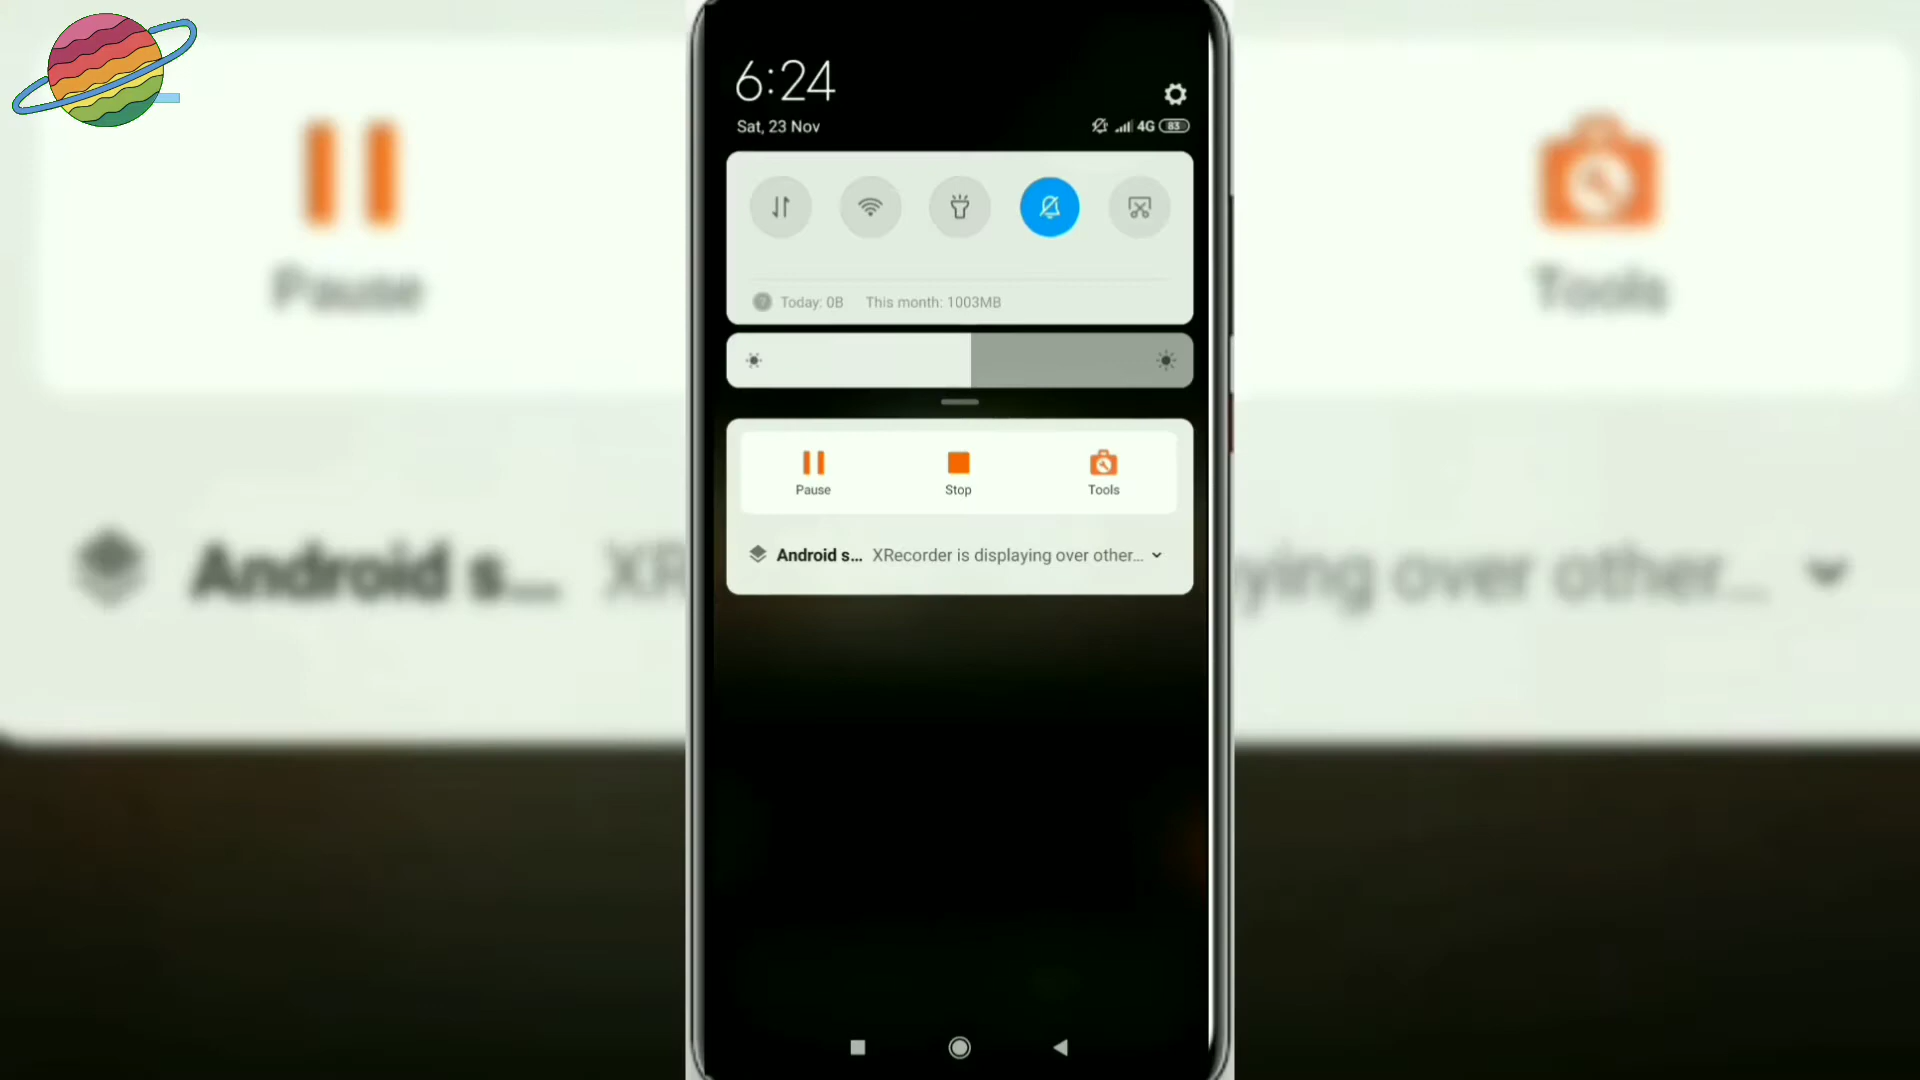 6:24
Sat, 23 Nov
4G 83
Today: 0B This month: 1003MB
Pause
Stop
Tools
Android s... XRecorder is displaying over other...
Pause
Tools
Android s... XR
ying over other...